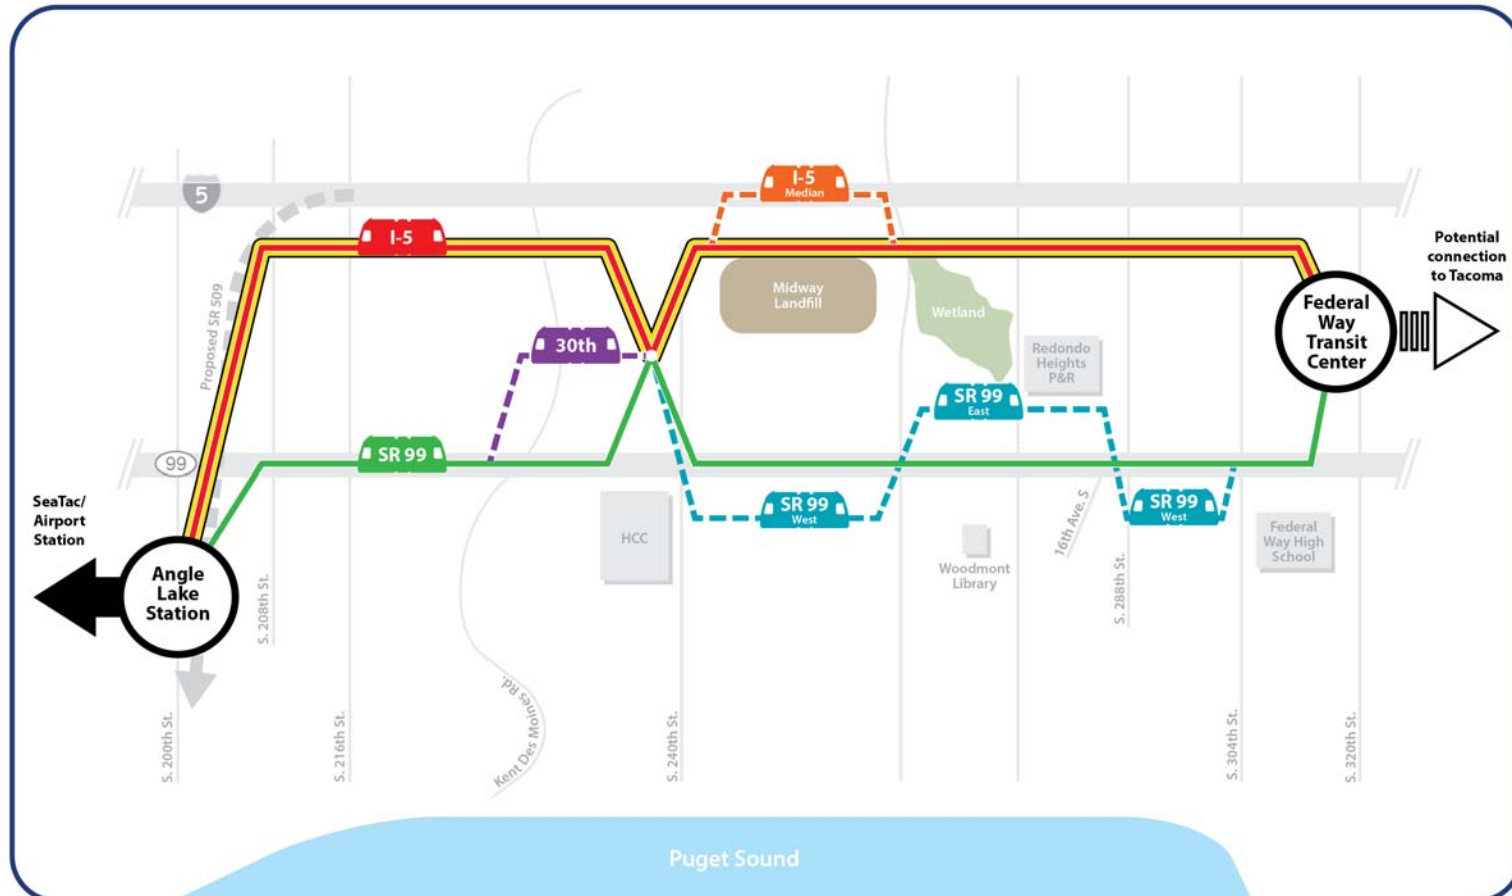 5
I-5
Median
I-5
Potential
connection
to Tacoma
Proposed SR 509
Midway
Landfill
Wetland
Federal
Way
Transit
Center
30th
Redondo
Heights
P&R
SR 99
East
99
SR 99
SeaTac/
Airport
Station
SR 99
West
SR 99
West
HCC
16th Ave. S
Federal
Way High
School
Woodmont
Library
Angle
Lake
Station
S. 208th St.
S. 288th St.
Kent Des Moines Rd.
S. 200th St.
S. 216th St.
S. 240th St.
S. 304th St.
S. 320th St.
Puget Sound